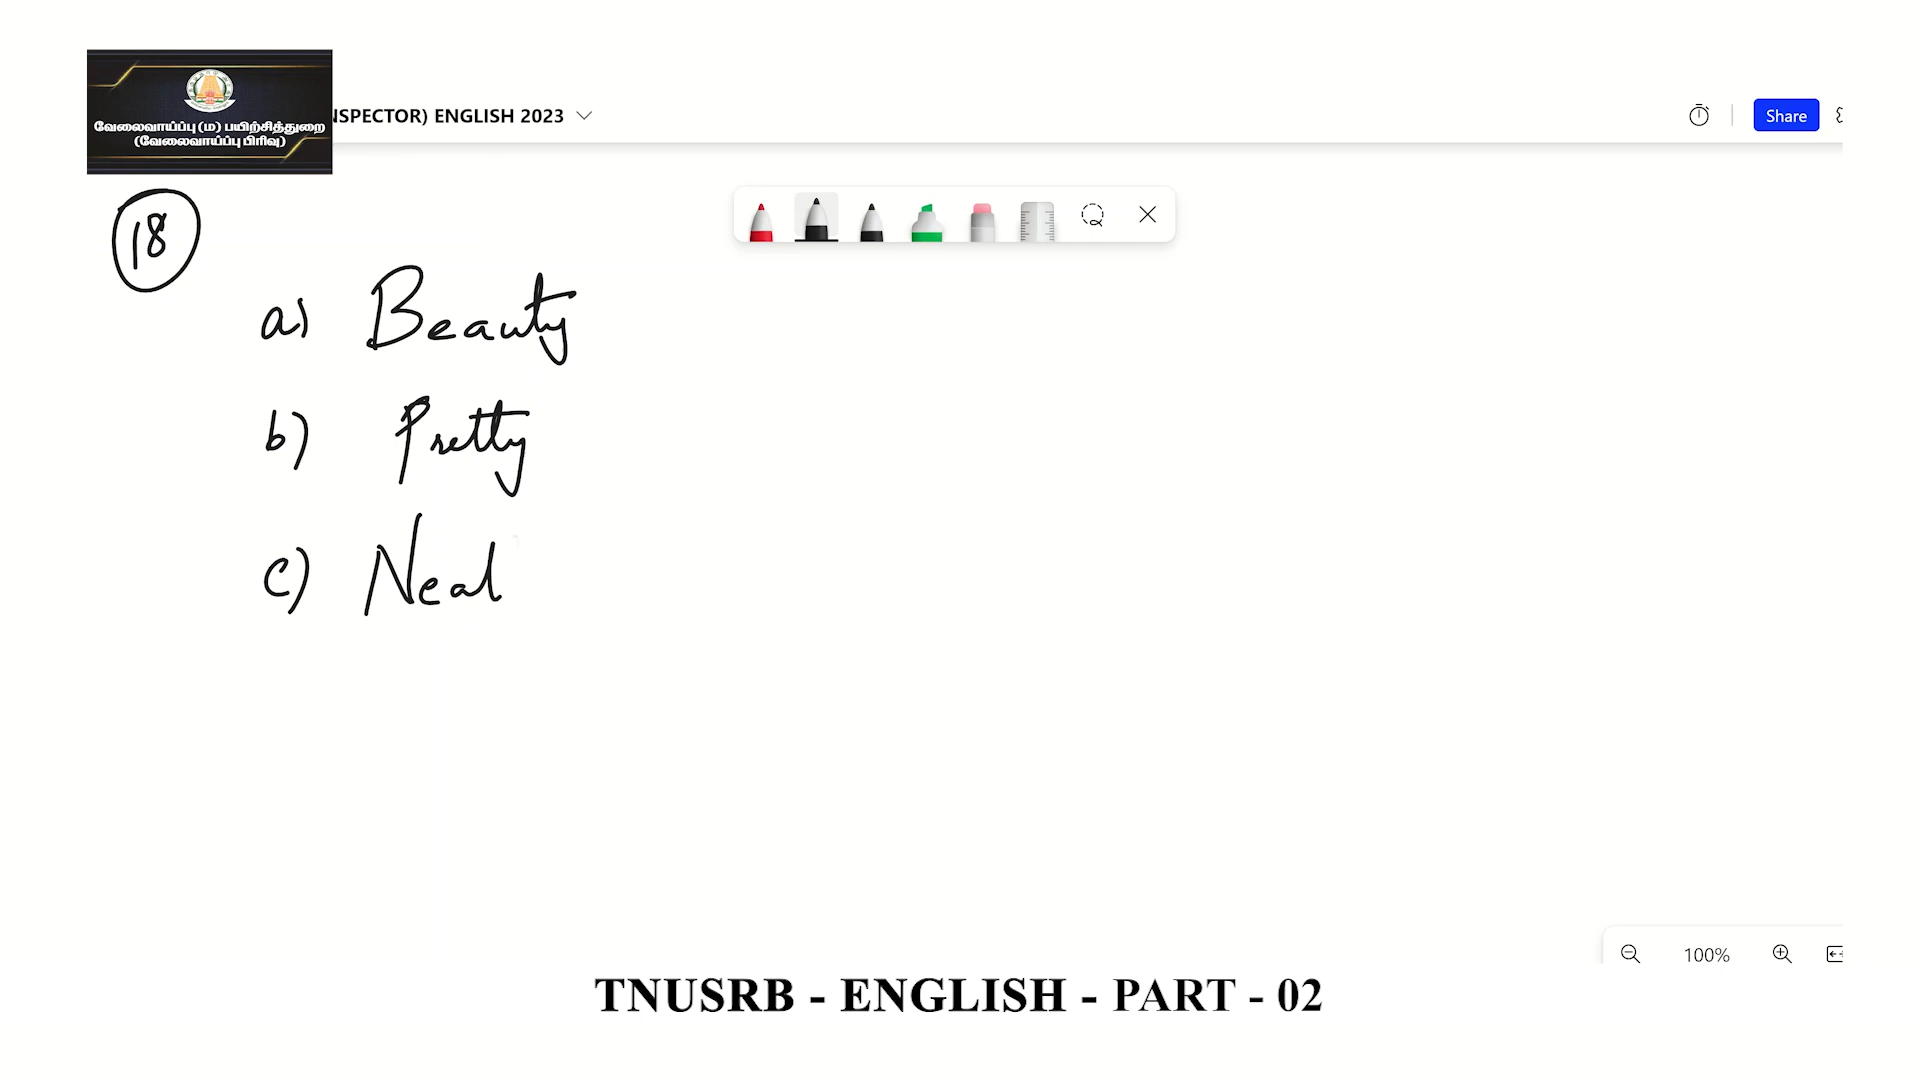 வேலைவாய்ப்பு (ம) பயிற்சித்துறை
(வேலைவாய்ப்பு பிரிவு)
NSPECTOR) ENGLISH 2023
Share
18
a) Beauty
b) Pretty
c) Neal
100%
TNUSRB - ENGLISH - PART - 02